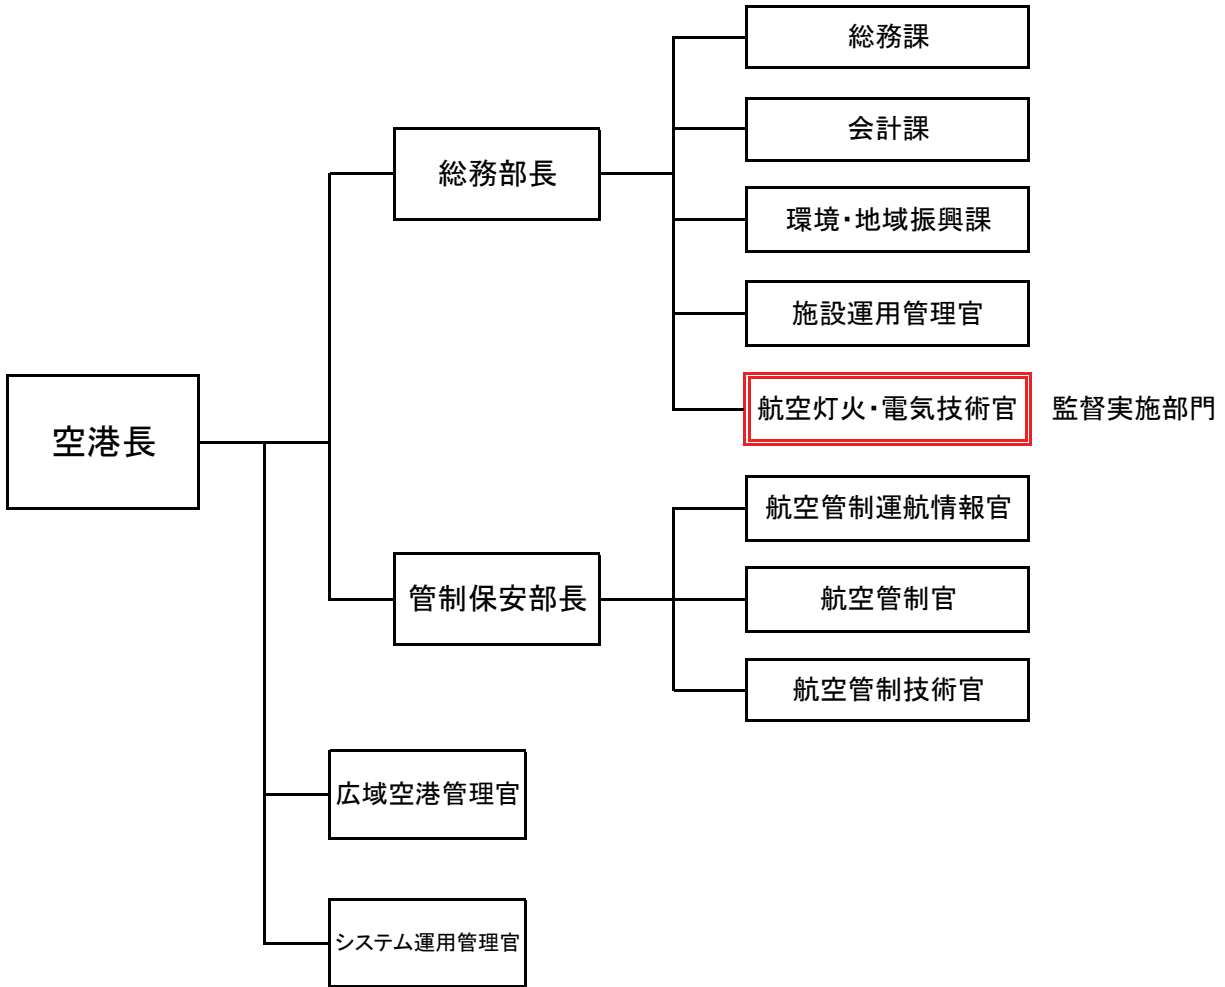 総務課
会計課
総務部長
環境・地域振興課
施設運用管理官
航空灯火・電気技術官 監督実施部門
空港長
航空管制運航情報官
管制保安部長
航空管制官
航空管制技術官
広域空港管理官
システム運用管理官